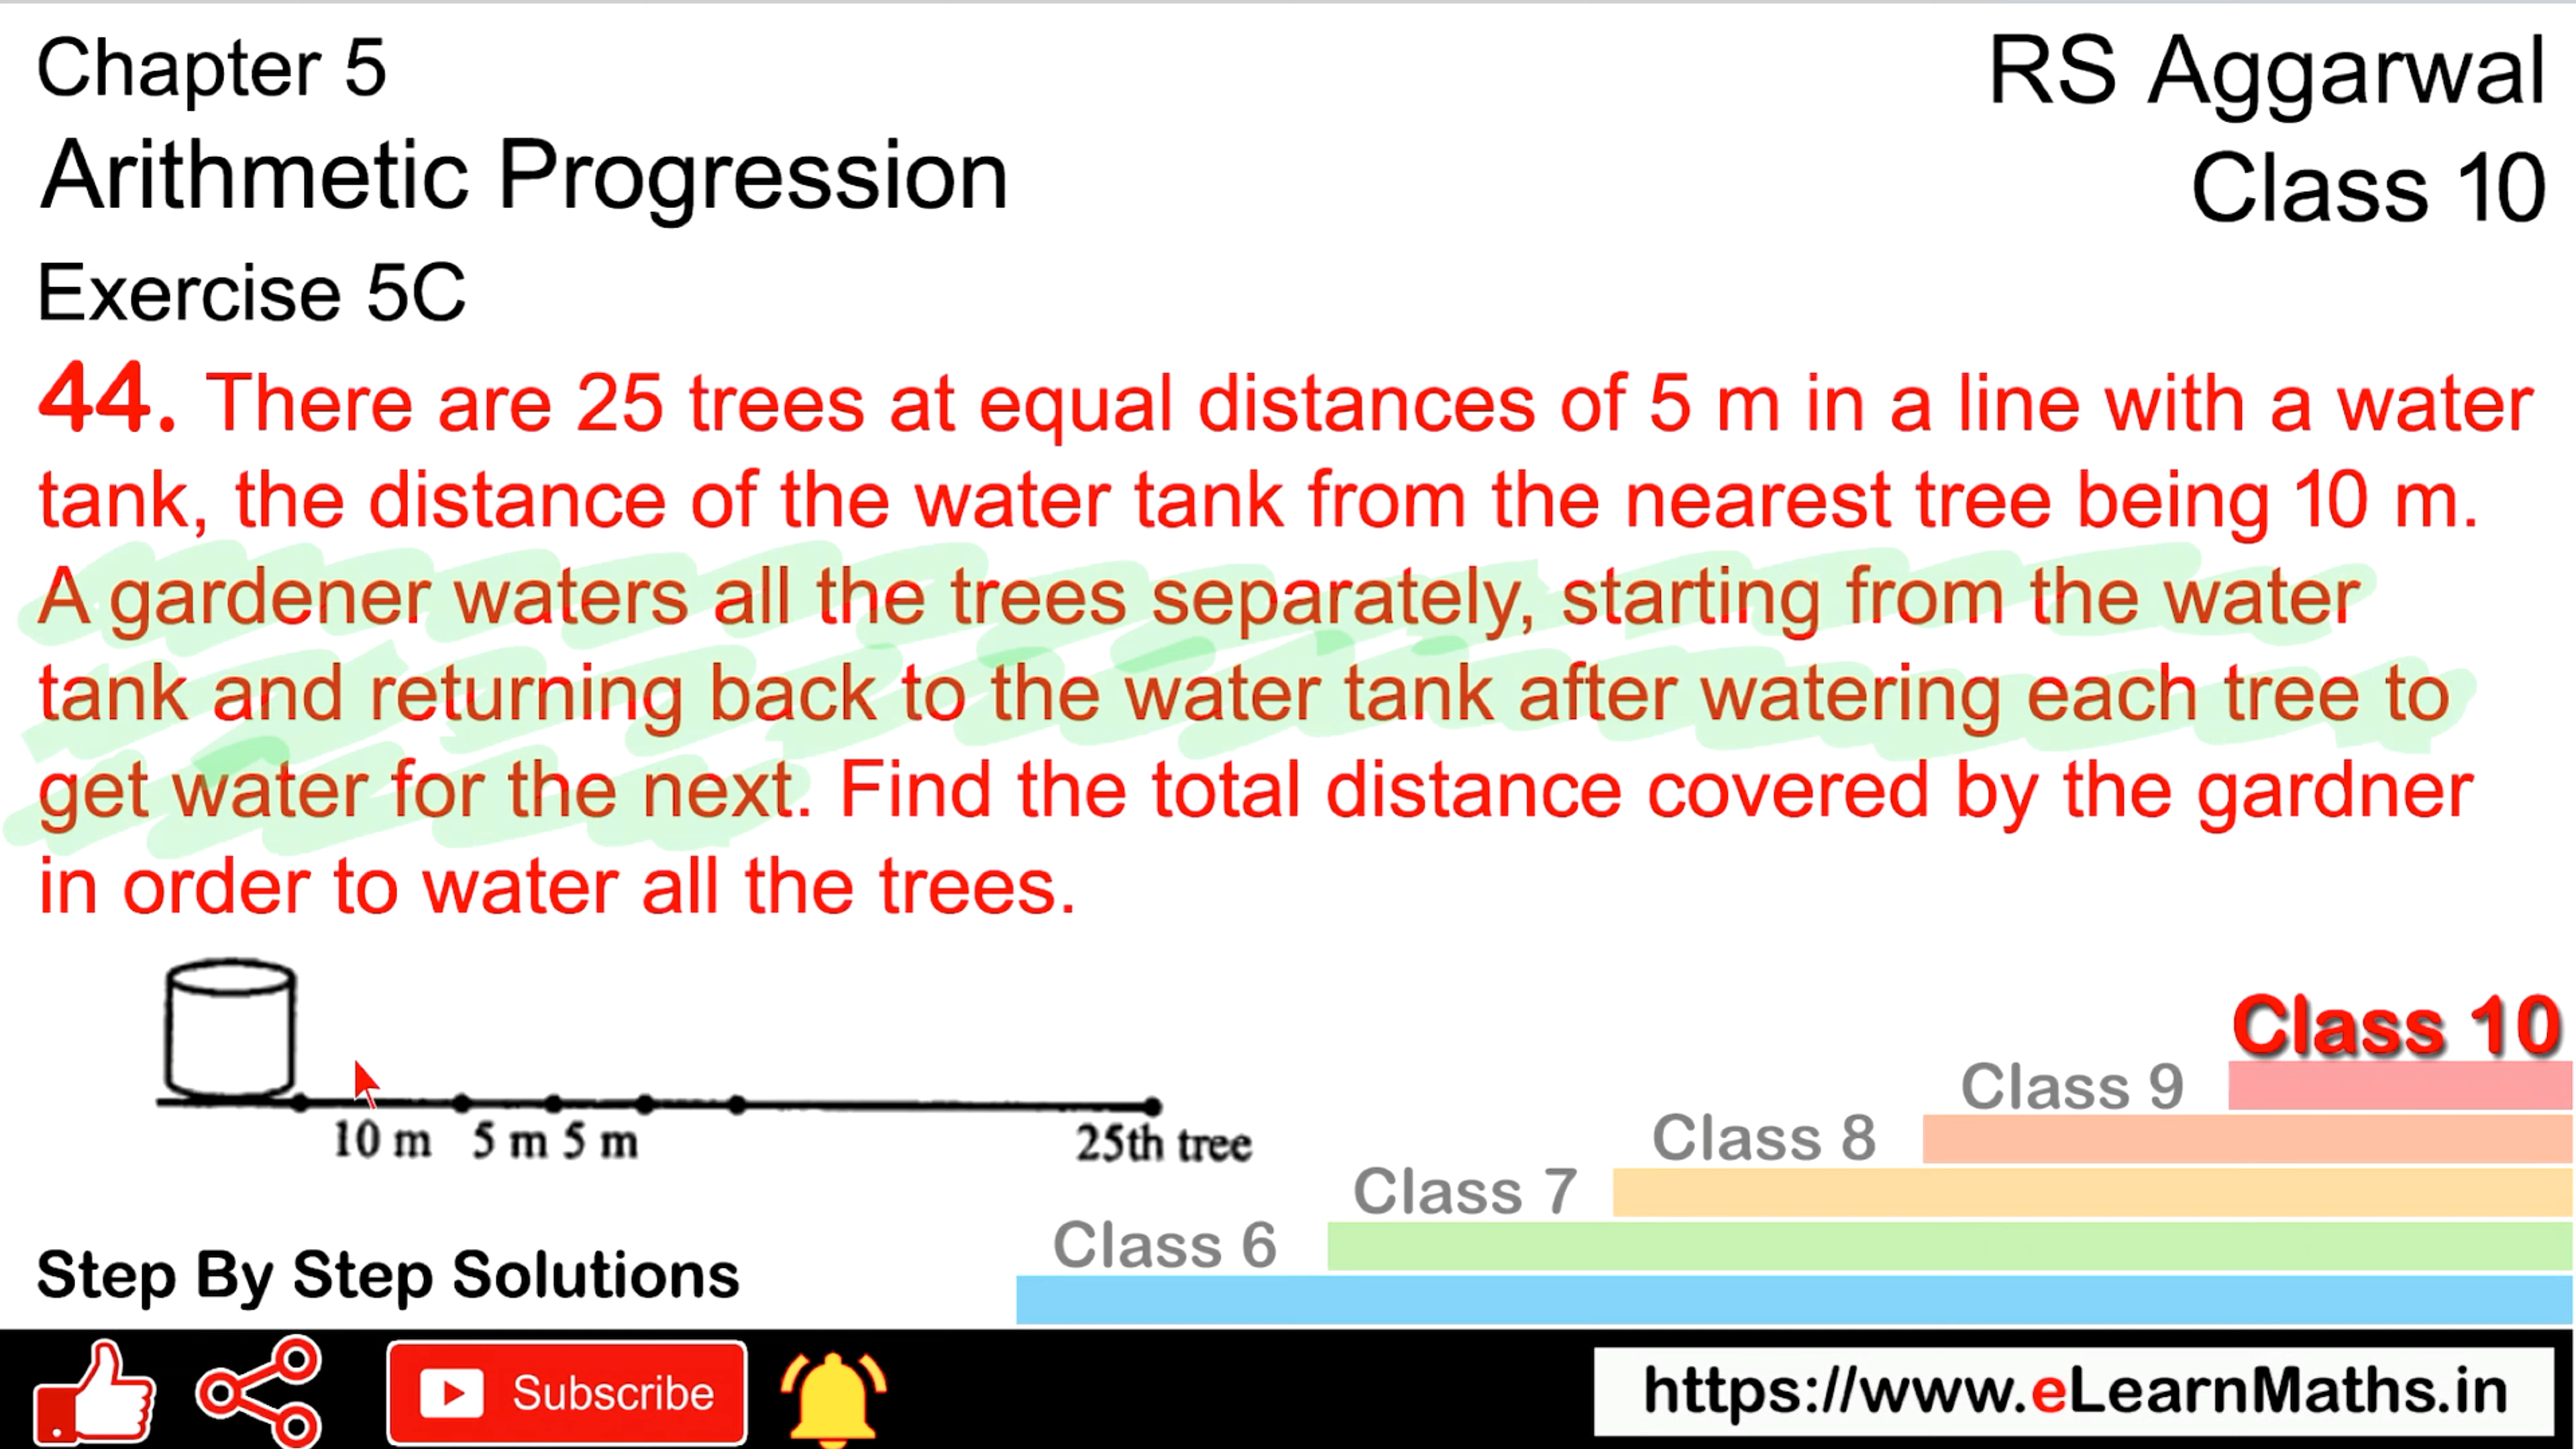 Chapter 5
RS Aggarwal
Arithmetic Progression
Class 10
Exercise 5C
44. There are 25 trees at equal distances of 5 m in a line with a water
tank, the distance of the water tank from the nearest tree being 10 m.
A gardener waters all the trees separately, starting from the water
tank and returning back to the water tank after watering each tree to
get water for the next. Find the total distance covered by the gardner
in order to water all the trees.
10 m 5 m 5 m
25th tree
Class 10
Class 9
Class 8
Class 7
Class 6
Step By Step Solutions
Subscribe
https://www.eLearnMaths.in